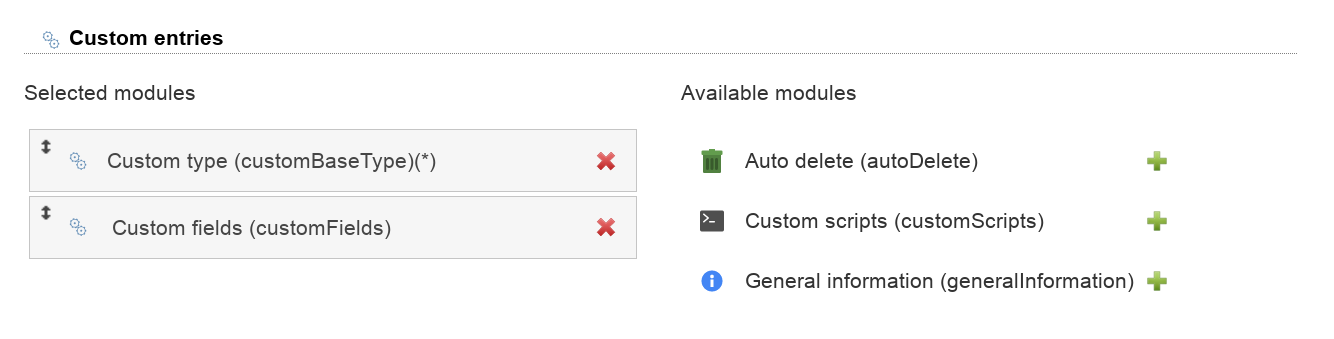 Custom entries
Selected modules
Available modules
Custom type (customBaseType)(*)
Custom fields (customFields)
Auto delete (autoDelete)
Custom scripts (customScripts)
General information (generalInformation)